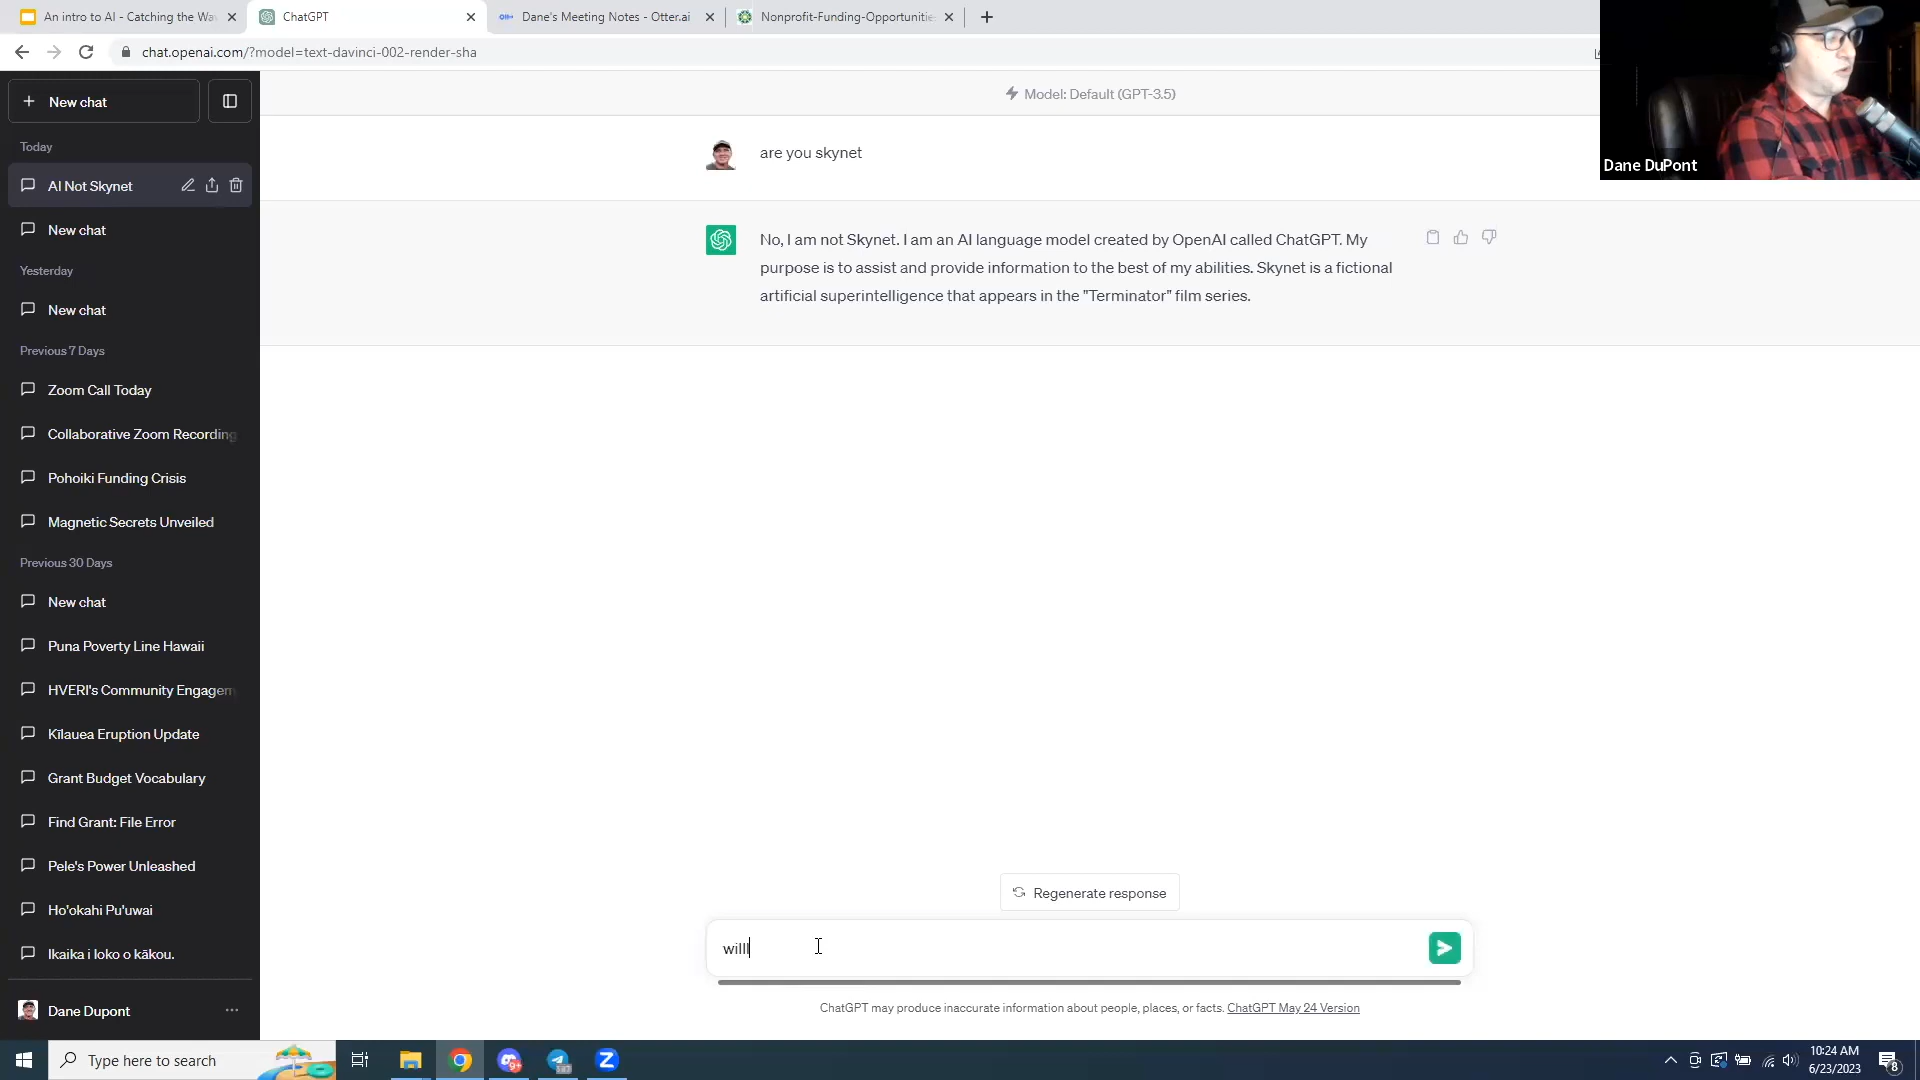 An intro to AI - Catching the Wa
ChatGPT
Dane's Meeting Notes - Otter.ai
Nonprofit-Funding-Opportunitie
chat.openai.com/?model=text-davinci-002-render-sha
New chat
Model: Default (GPT-3.5)
Today
AI Not Skynet
New chat
Yesterday
New chat
Previous 7 Days
Zoom Call Today
Collaborative Zoom Recording
Pohoiki Funding Crisis
Magnetic Secrets Unveiled
Previous 30 Days
New chat
Puna Poverty Line Hawaii
HVERI's Community Engagem
Kīlauea Eruption Update
Grant Budget Vocabulary
Find Grant: File Error
Pele's Power Unleashed
Ho'okahi Pu'uwai
Ikaika i loko o kākou.
Dane Dupont
are you skynet
No, I am not Skynet. I am an AI language model created by OpenAI called ChatGPT. My
purpose is to assist and provide information to the best of my abilities. Skynet is a fictional
artificial superintelligence that appears in the "Terminator" film series.
Dane DuPont
Regenerate response
willl
ChatGPT may produce inaccurate information about people, places, or facts. ChatGPT May 24 Version
Type here to search
10:24 AM
6/23/2023
8